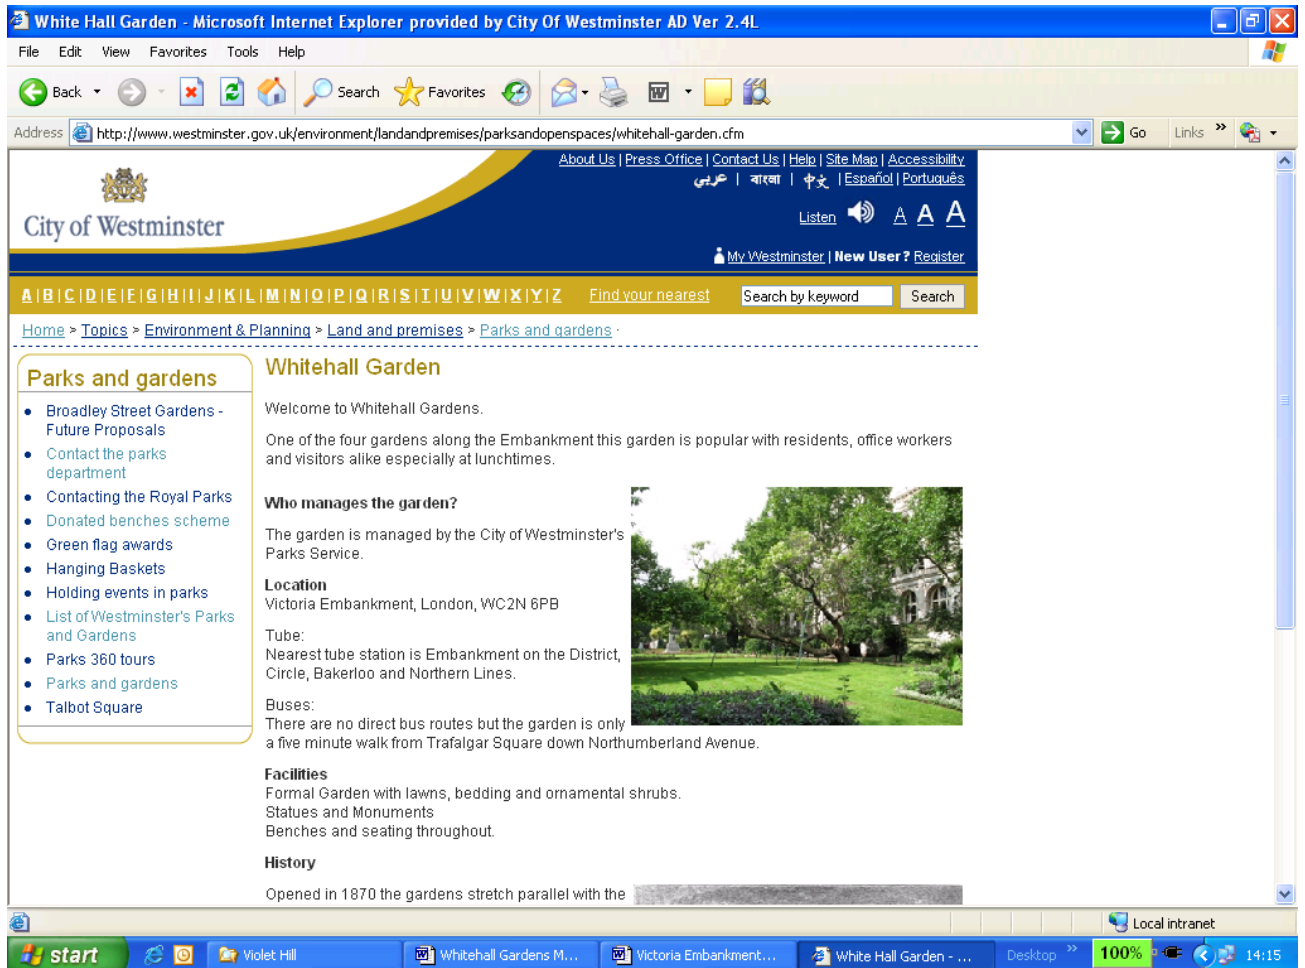 White Hall Garden - Microsoft Internet Explorer provided by City Of Westminster AD Ver 2.4L
File Edit View Favorites Tools Help
Back Search Favorites
Address http://www.westminster.gov.uk/environment/landandpremises/parksandopenspaces/whitehall-garden.cfm Go Links »
About Us | Press Office | Contact Us | Help | Site Map | Accessibility
عربي | বাংলা | 中文 | Español | Português
City of Westminster
Listen A A A
My Westminster | New User? Register
A | B | C | D | E | F | G | H | I | J | K | L | M | N | O | P | Q | R | S | T | U | V | W | X | Y | Z Find your nearest Search by keyword Search
Home > Topics > Environment & Planning > Land and premises > Parks and gardens
Parks and gardens
Broadley Street Gardens -
Future Proposals
Contact the parks
department
Contacting the Royal Parks
Donated benches scheme
Green flag awards
Hanging Baskets
Holding events in parks
List of Westminster's Parks
and Gardens
Parks 360 tours
Parks and gardens
Talbot Square
Whitehall Garden
Welcome to Whitehall Gardens.
One of the four gardens along the Embankment this garden is popular with residents, office workers
and visitors alike especially at lunchtimes.
Who manages the garden?
The garden is managed by the City of Westminster's
Parks Service.
Location
Victoria Embankment, London, WC2N 6PB
Tube:
Nearest tube station is Embankment on the District,
Circle, Bakerloo and Northern Lines.
Buses:
There are no direct bus routes but the garden is only
a five minute walk from Trafalgar Square down Northumberland Avenue.
Facilities
Formal Garden with lawns, bedding and ornamental shrubs.
Statues and Monuments
Benches and seating throughout.
History
Opened in 1870 the gardens stretch parallel with the
Local intranet
start Violet Hill Whitehall Gardens M... Victoria Embankment... White Hall Garden - ... Desktop » 100% 14:15